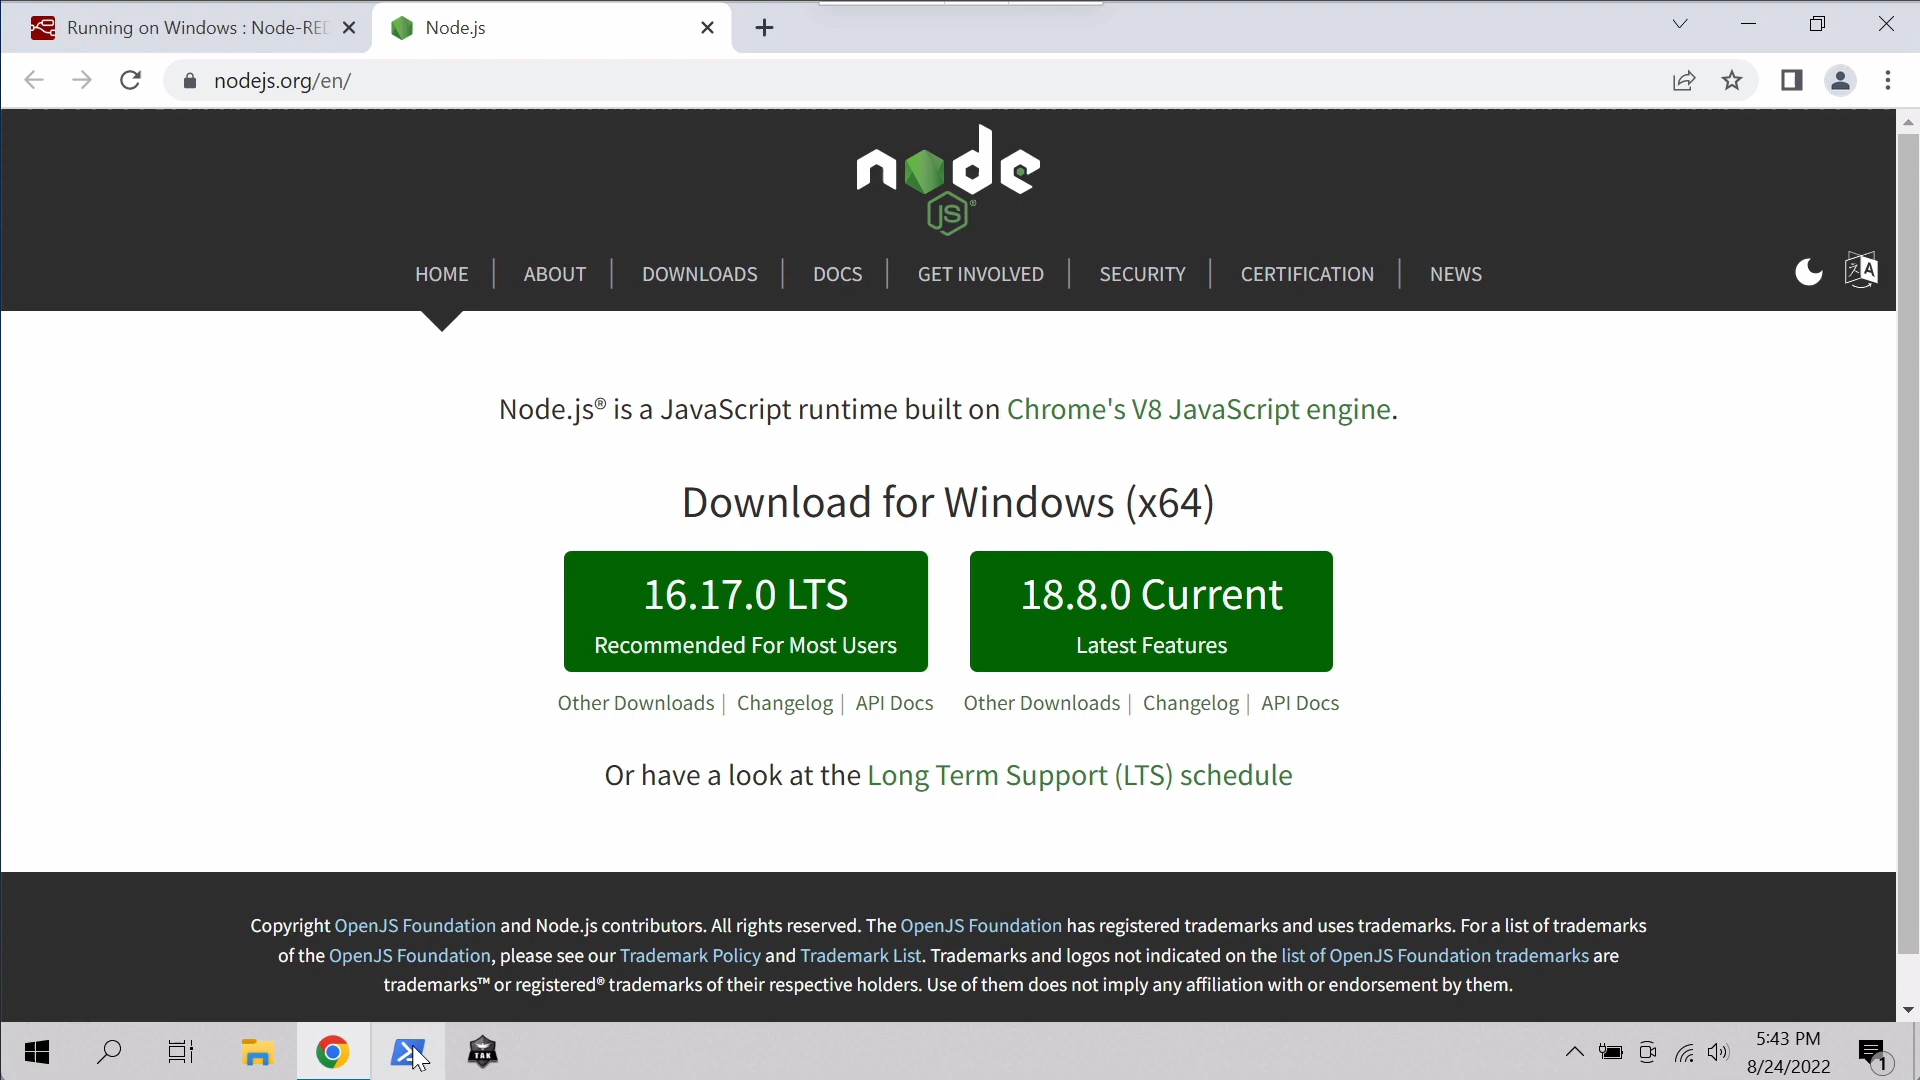 Running on Windows : Node-RED
Node.js
nodejs.org/en/
node
JS
HOME
ABOUT
DOWNLOADS
DOCS
GET INVOLVED
SECURITY
CERTIFICATION
NEWS
Node.js® is a JavaScript runtime built on Chrome's V8 JavaScript engine.
Download for Windows (x64)
16.17.0 LTS
Recommended For Most Users
18.8.0 Current
Latest Features
Other Downloads | Changelog | API Docs
Other Downloads | Changelog | API Docs
Or have a look at the Long Term Support (LTS) schedule
Copyright OpenJS Foundation and Node.js contributors. All rights reserved. The OpenJS Foundation has registered trademarks and uses trademarks. For a list of trademarks
of the OpenJS Foundation, please see our Trademark Policy and Trademark List. Trademarks and logos not indicated on the list of OpenJS Foundation trademarks are
trademarks™ or registered® trademarks of their respective holders. Use of them does not imply any affiliation with or endorsement by them.
TAK
5:43 PM
8/24/2022
1